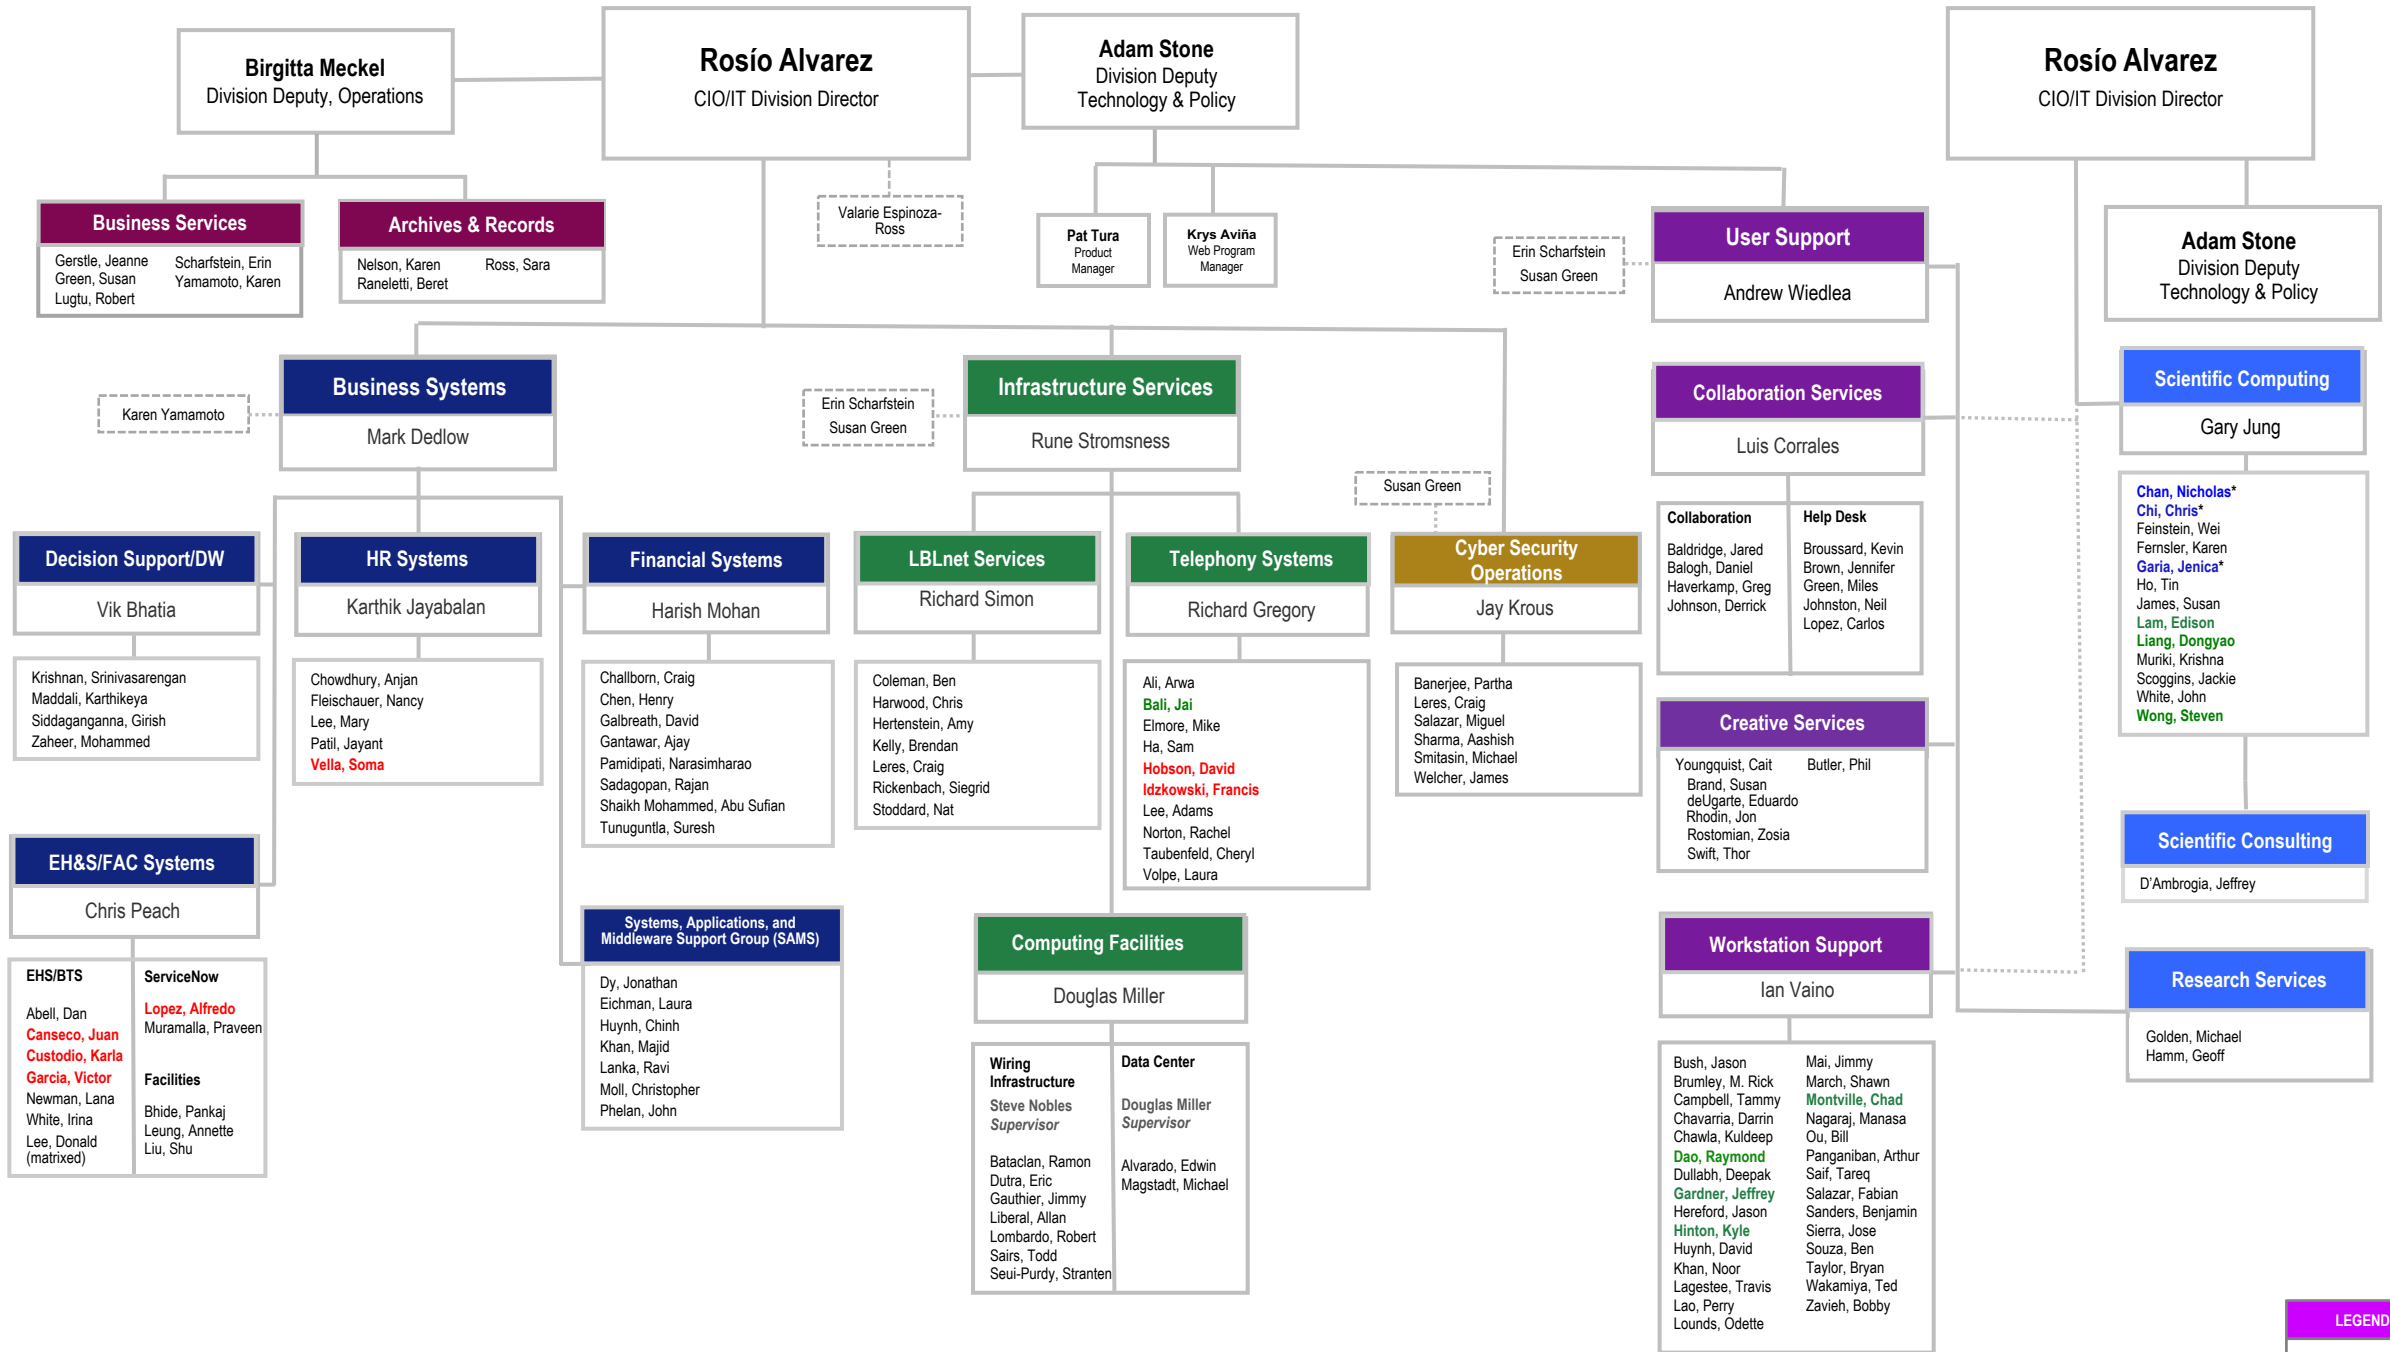 Birgitta Meckel
Division Deputy, Operations
Rosío Alvarez
CIO/IT Division Director
Adam Stone
Division Deputy
Technology & Policy
Rosío Alvarez
CIO/IT Division Director
Adam Stone
Division Deputy
Technology & Policy
Business Services
Gerstle, Jeanne
Green, Susan
Lugtu, Robert
Scharfstein, Erin
Yamamoto, Karen
Archives & Records
Nelson, Karen
Raneletti, Beret
Ross, Sara
Valarie Espinoza-
Ross
Pat Tura
Product
Manager
Krys Aviña
Web Program
Manager
Erin Scharfstein
Susan Green
User Support
Andrew Wiedlea
Karen Yamamoto
Business Systems
Mark Dedlow
Erin Scharfstein
Susan Green
Infrastructure Services
Rune Stromsness
Susan Green
Collaboration Services
Luis Corrales
Collaboration
Baldridge, Jared
Balogh, Daniel
Haverkamp, Greg
Johnson, Derrick
Help Desk
Broussard, Kevin
Brown, Jennifer
Green, Miles
Johnston, Neil
Lopez, Carlos
Scientific Computing
Gary Jung
Chan, Nicholas*
Chi, Chris*
Feinstein, Wei
Fernsler, Karen
Garia, Jenica*
Ho, Tin
James, Susan
Lam, Edison
Liang, Dongyao
Muriki, Krishna
Scoggins, Jackie
White, John
Wong, Steven
Decision Support/DW
Vik Bhatia
Krishnan, Srinivasarengan
Maddali, Karthikeya
Siddaganganna, Girish
Zaheer, Mohammed
HR Systems
Karthik Jayabalan
Chowdhury, Anjan
Fleischauer, Nancy
Lee, Mary
Patil, Jayant
Vella, Soma
Financial Systems
Harish Mohan
Challborn, Craig
Chen, Henry
Galbreath, David
Gantawar, Ajay
Pamidipati, Narasimharao
Sadagopan, Rajan
Shaikh Mohammed, Abu Sufian
Tunuguntla, Suresh
LBLnet Services
Richard Simon
Coleman, Ben
Harwood, Chris
Hertenstein, Amy
Kelly, Brendan
Leres, Craig
Rickenbach, Siegrid
Stoddard, Nat
Telephony Systems
Richard Gregory
Ali, Arwa
Bali, Jai
Elmore, Mike
Ha, Sam
Hobson, David
Idzkowski, Francis
Lee, Adams
Norton, Rachel
Taubenfeld, Cheryl
Volpe, Laura
Cyber Security
Operations
Jay Krous
Banerjee, Partha
Leres, Craig
Salazar, Miguel
Sharma, Aashish
Smitasin, Michael
Welcher, James
Creative Services
Youngquist, Cait
Brand, Susan
deUgarte, Eduardo
Rhodin, Jon
Rostomian, Zosia
Swift, Thor
Butler, Phil
Scientific Consulting
D'Ambrogia, Jeffrey
EH&S/FAC Systems
Chris Peach
EHS/BTS
Abell, Dan
Canseco, Juan
Custodio, Karla
Garcia, Victor
Newman, Lana
White, Irina
Lee, Donald
(matrixed)
ServiceNow
Lopez, Alfredo
Muramalla, Praveen
Facilities
Bhide, Pankaj
Leung, Annette
Liu, Shu
Systems, Applications, and
Middleware Support Group (SAMS)
Dy, Jonathan
Eichman, Laura
Huynh, Chinh
Khan, Majid
Lanka, Ravi
Moll, Christopher
Phelan, John
Computing Facilities
Douglas Miller
Wiring
Infrastructure
Steve Nobles
Supervisor
Bataclan, Ramon
Dutra, Eric
Gauthier, Jimmy
Liberal, Allan
Lombardo, Robert
Sairs, Todd
Seui-Purdy, Stranten
Data Center
Douglas Miller
Supervisor
Alvarado, Edwin
Magstadt, Michael
Workstation Support
Ian Vaino
Bush, Jason
Brumley, M. Rick
Campbell, Tammy
Chavarria, Darrin
Chawla, Kuldeep
Dao, Raymond
Dullabh, Deepak
Gardner, Jeffrey
Hereford, Jason
Hinton, Kyle
Huynh, David
Khan, Noor
Lagestee, Travis
Lao, Perry
Lounds, Odette
Mai, Jimmy
March, Shawn
Montville, Chad
Nagaraj, Manasa
Ou, Bill
Panganiban, Arthur
Saif, Tareq
Salazar, Fabian
Sanders, Benjamin
Sierra, Jose
Souza, Ben
Taylor, Bryan
Wakamiya, Ted
Zavieh, Bobby
Research Services
Golden, Michael
Hamm, Geoff
LEGEND